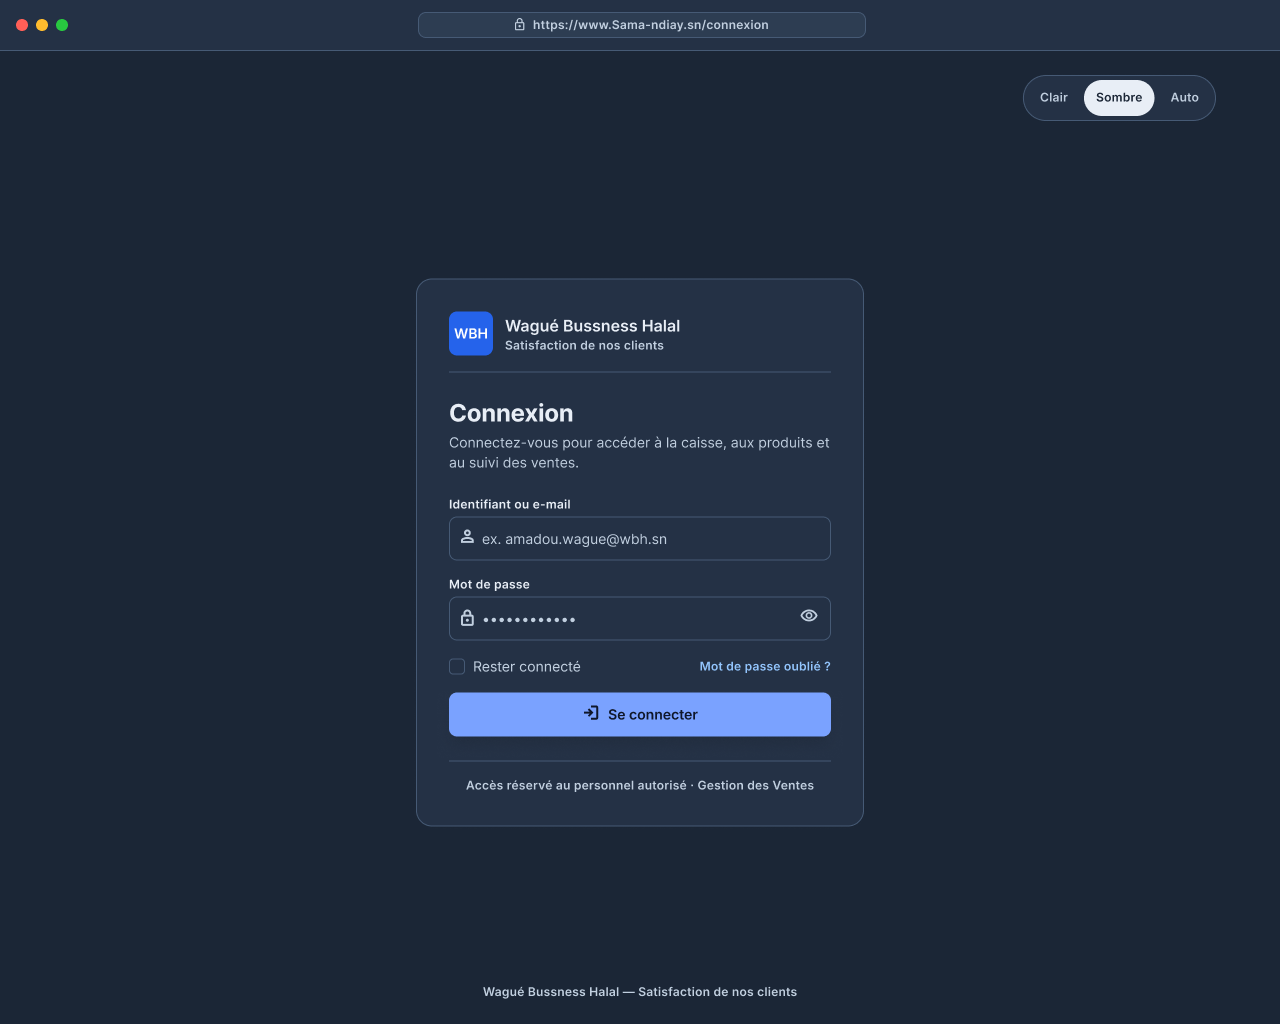 https://www.Sama-ndiay.sn/connexion
Clair
Sombre
Auto
WBH
Wagué Bussness Halal
Satisfaction de nos clients
Connexion
Connectez-vous pour accéder à la caisse, aux produits et
au suivi des ventes.
Identifiant ou e-mail
ex. amadou.wague@wbh.sn
Mot de passe
••••••••••••
Rester connecté
Mot de passe oublié ?
Se connecter
Accès réservé au personnel autorisé · Gestion des Ventes
Wagué Bussness Halal — Satisfaction de nos clients